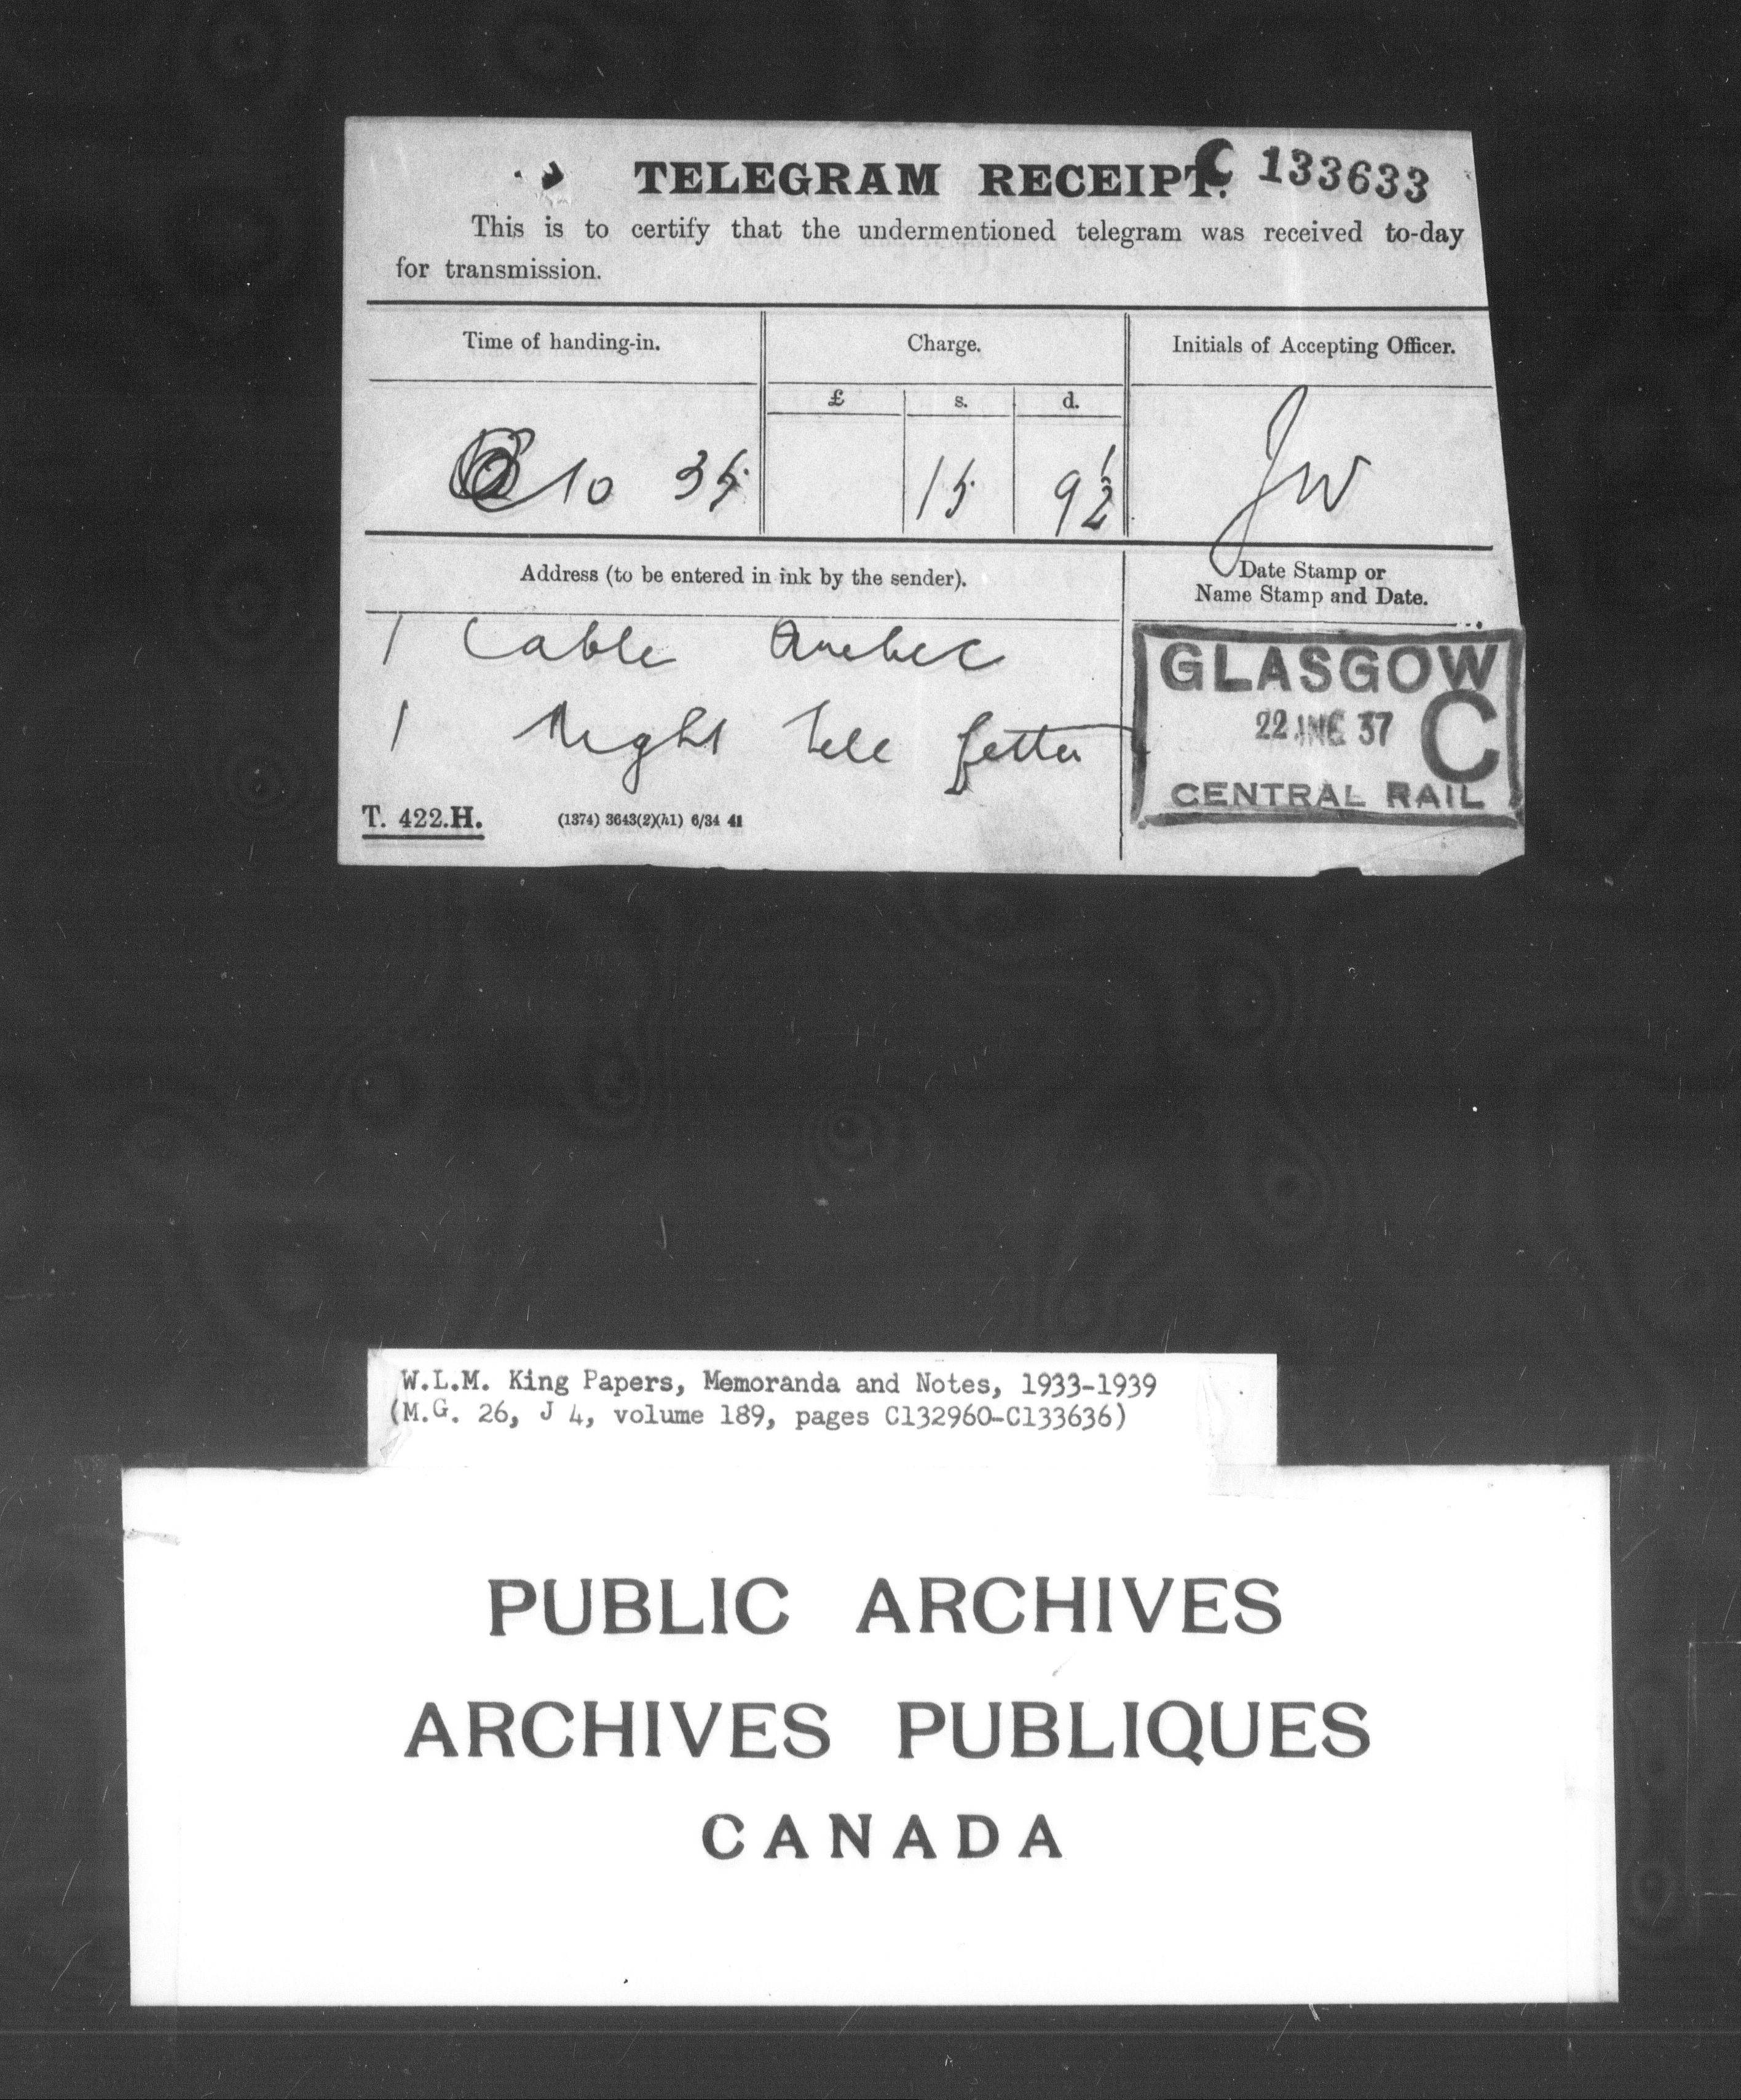 TELEGRAM RECEIPT. C 133633
This is to certify that the undermentioned telegram was received to-day
for transmission.
Time of handing-in. Charge. Initials of Accepting Officer.
£ s. d.
10 35 15 9 1/2 JW
Address (to be entered in ink by the sender). Date Stamp or
Name Stamp and Date.
1 Cable Quebec
1 Night Tele Letter
GLASGOW
22 JNE 37 C
CENTRAL RAIL
T. 422.H. (1374) 3643(2)(h1) 6/34 41
W.L.M. King Papers, Memoranda and Notes, 1933-1939
(M.G. 26, J 4, volume 189, pages C132960-C133636)
PUBLIC ARCHIVES
ARCHIVES PUBLIQUES
CANADA